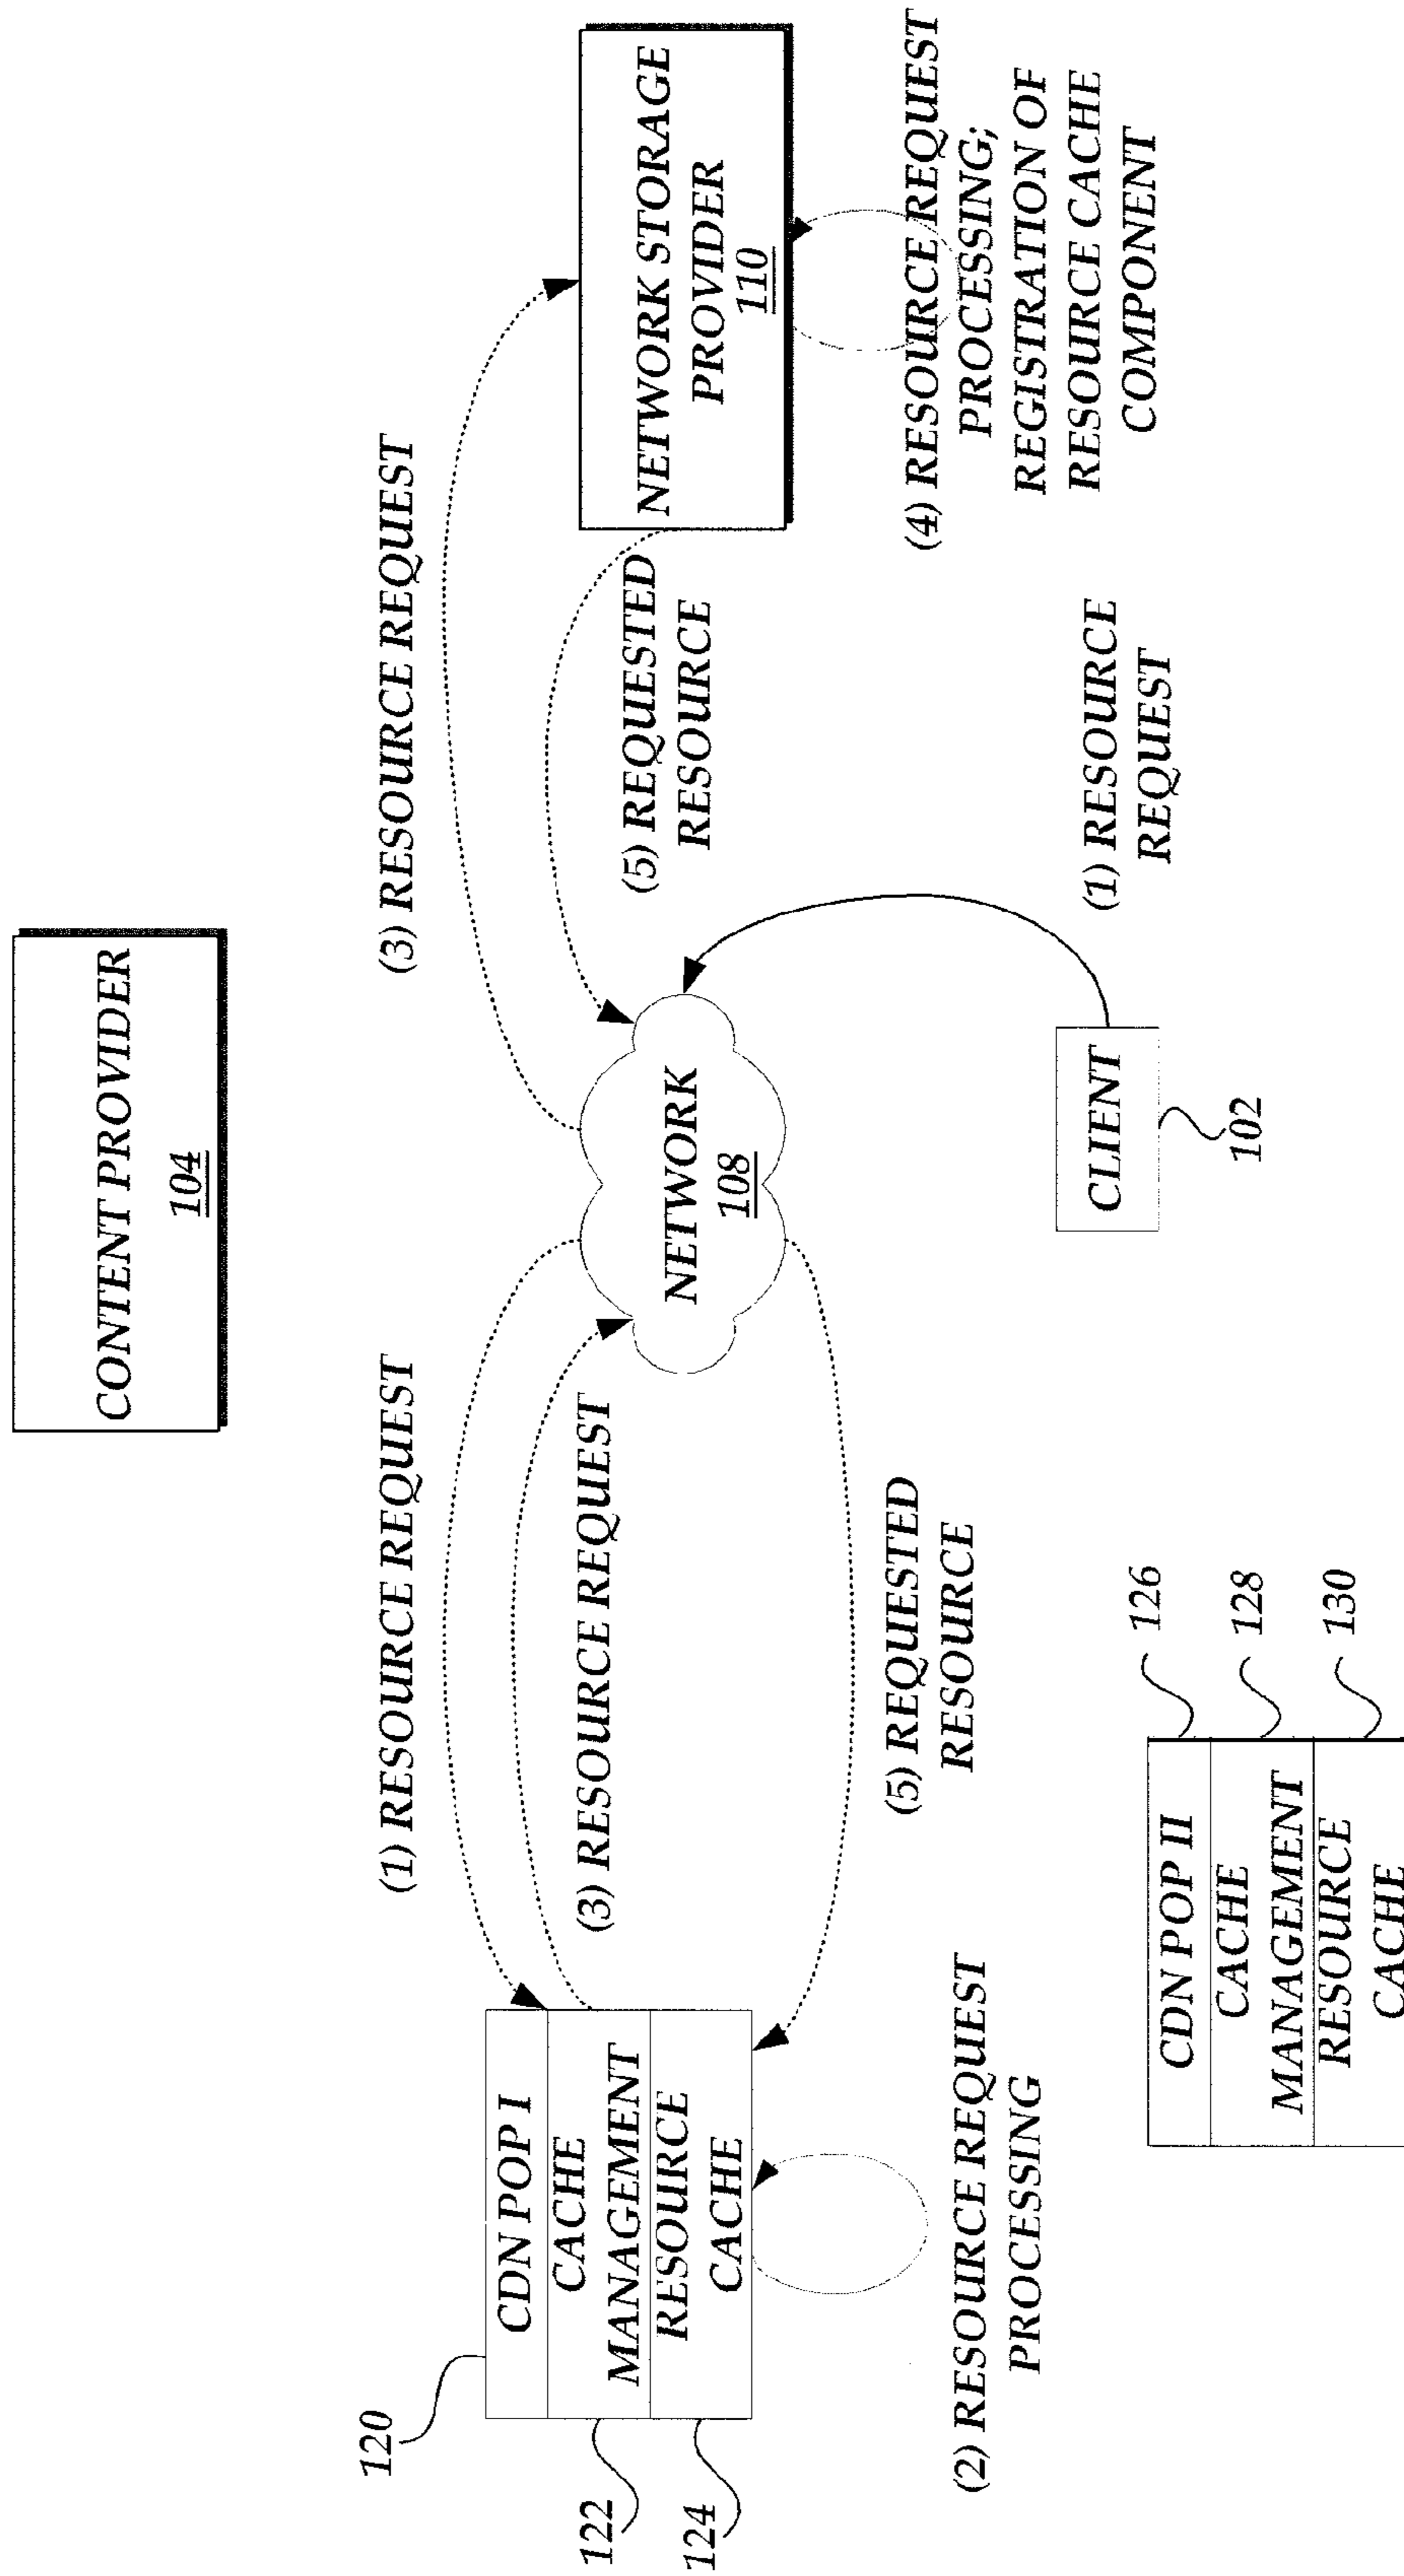 CONTENT PROVIDER
104
(1) RESOURCE REQUEST
(3) RESOURCE REQUEST
120
CDN POP I
CACHE
MANAGEMENT
RESOURCE
CACHE
122
124
(3) RESOURCE REQUEST
NETWORK
108
(5) REQUESTED
RESOURCE
NETWORK STORAGE
PROVIDER
110
(2) RESOURCE REQUEST
PROCESSING
(5) REQUESTED
RESOURCE
(4) RESOURCE REQUEST
PROCESSING;
REGISTRATION OF
RESOURCE CACHE
COMPONENT
CLIENT
102
(1) RESOURCE
REQUEST
CDN POP II
CACHE
MANAGEMENT
RESOURCE
CACHE
126
128
130